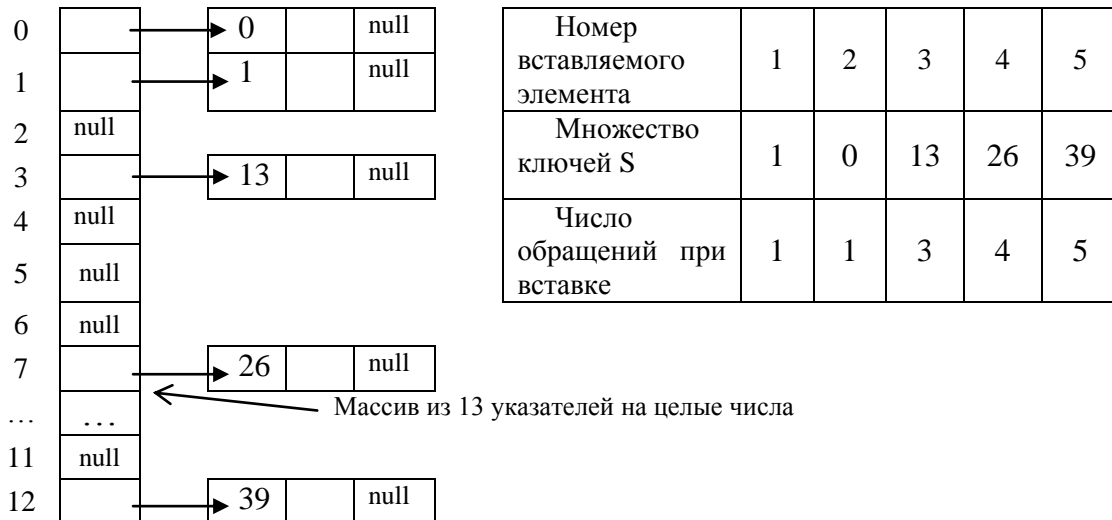 0 0 null
1 1 null
2 null
3 13 null
4 null
5 null
6 null
7 26 null
… …
11 null
12 39 null
Массив из 13 указателей на целые числа
Номер
вставляемого
элемента
1 2 3 4 5
Множество
ключей S
1 0 13 26 39
Число
обращений при
вставке
1 1 3 4 5